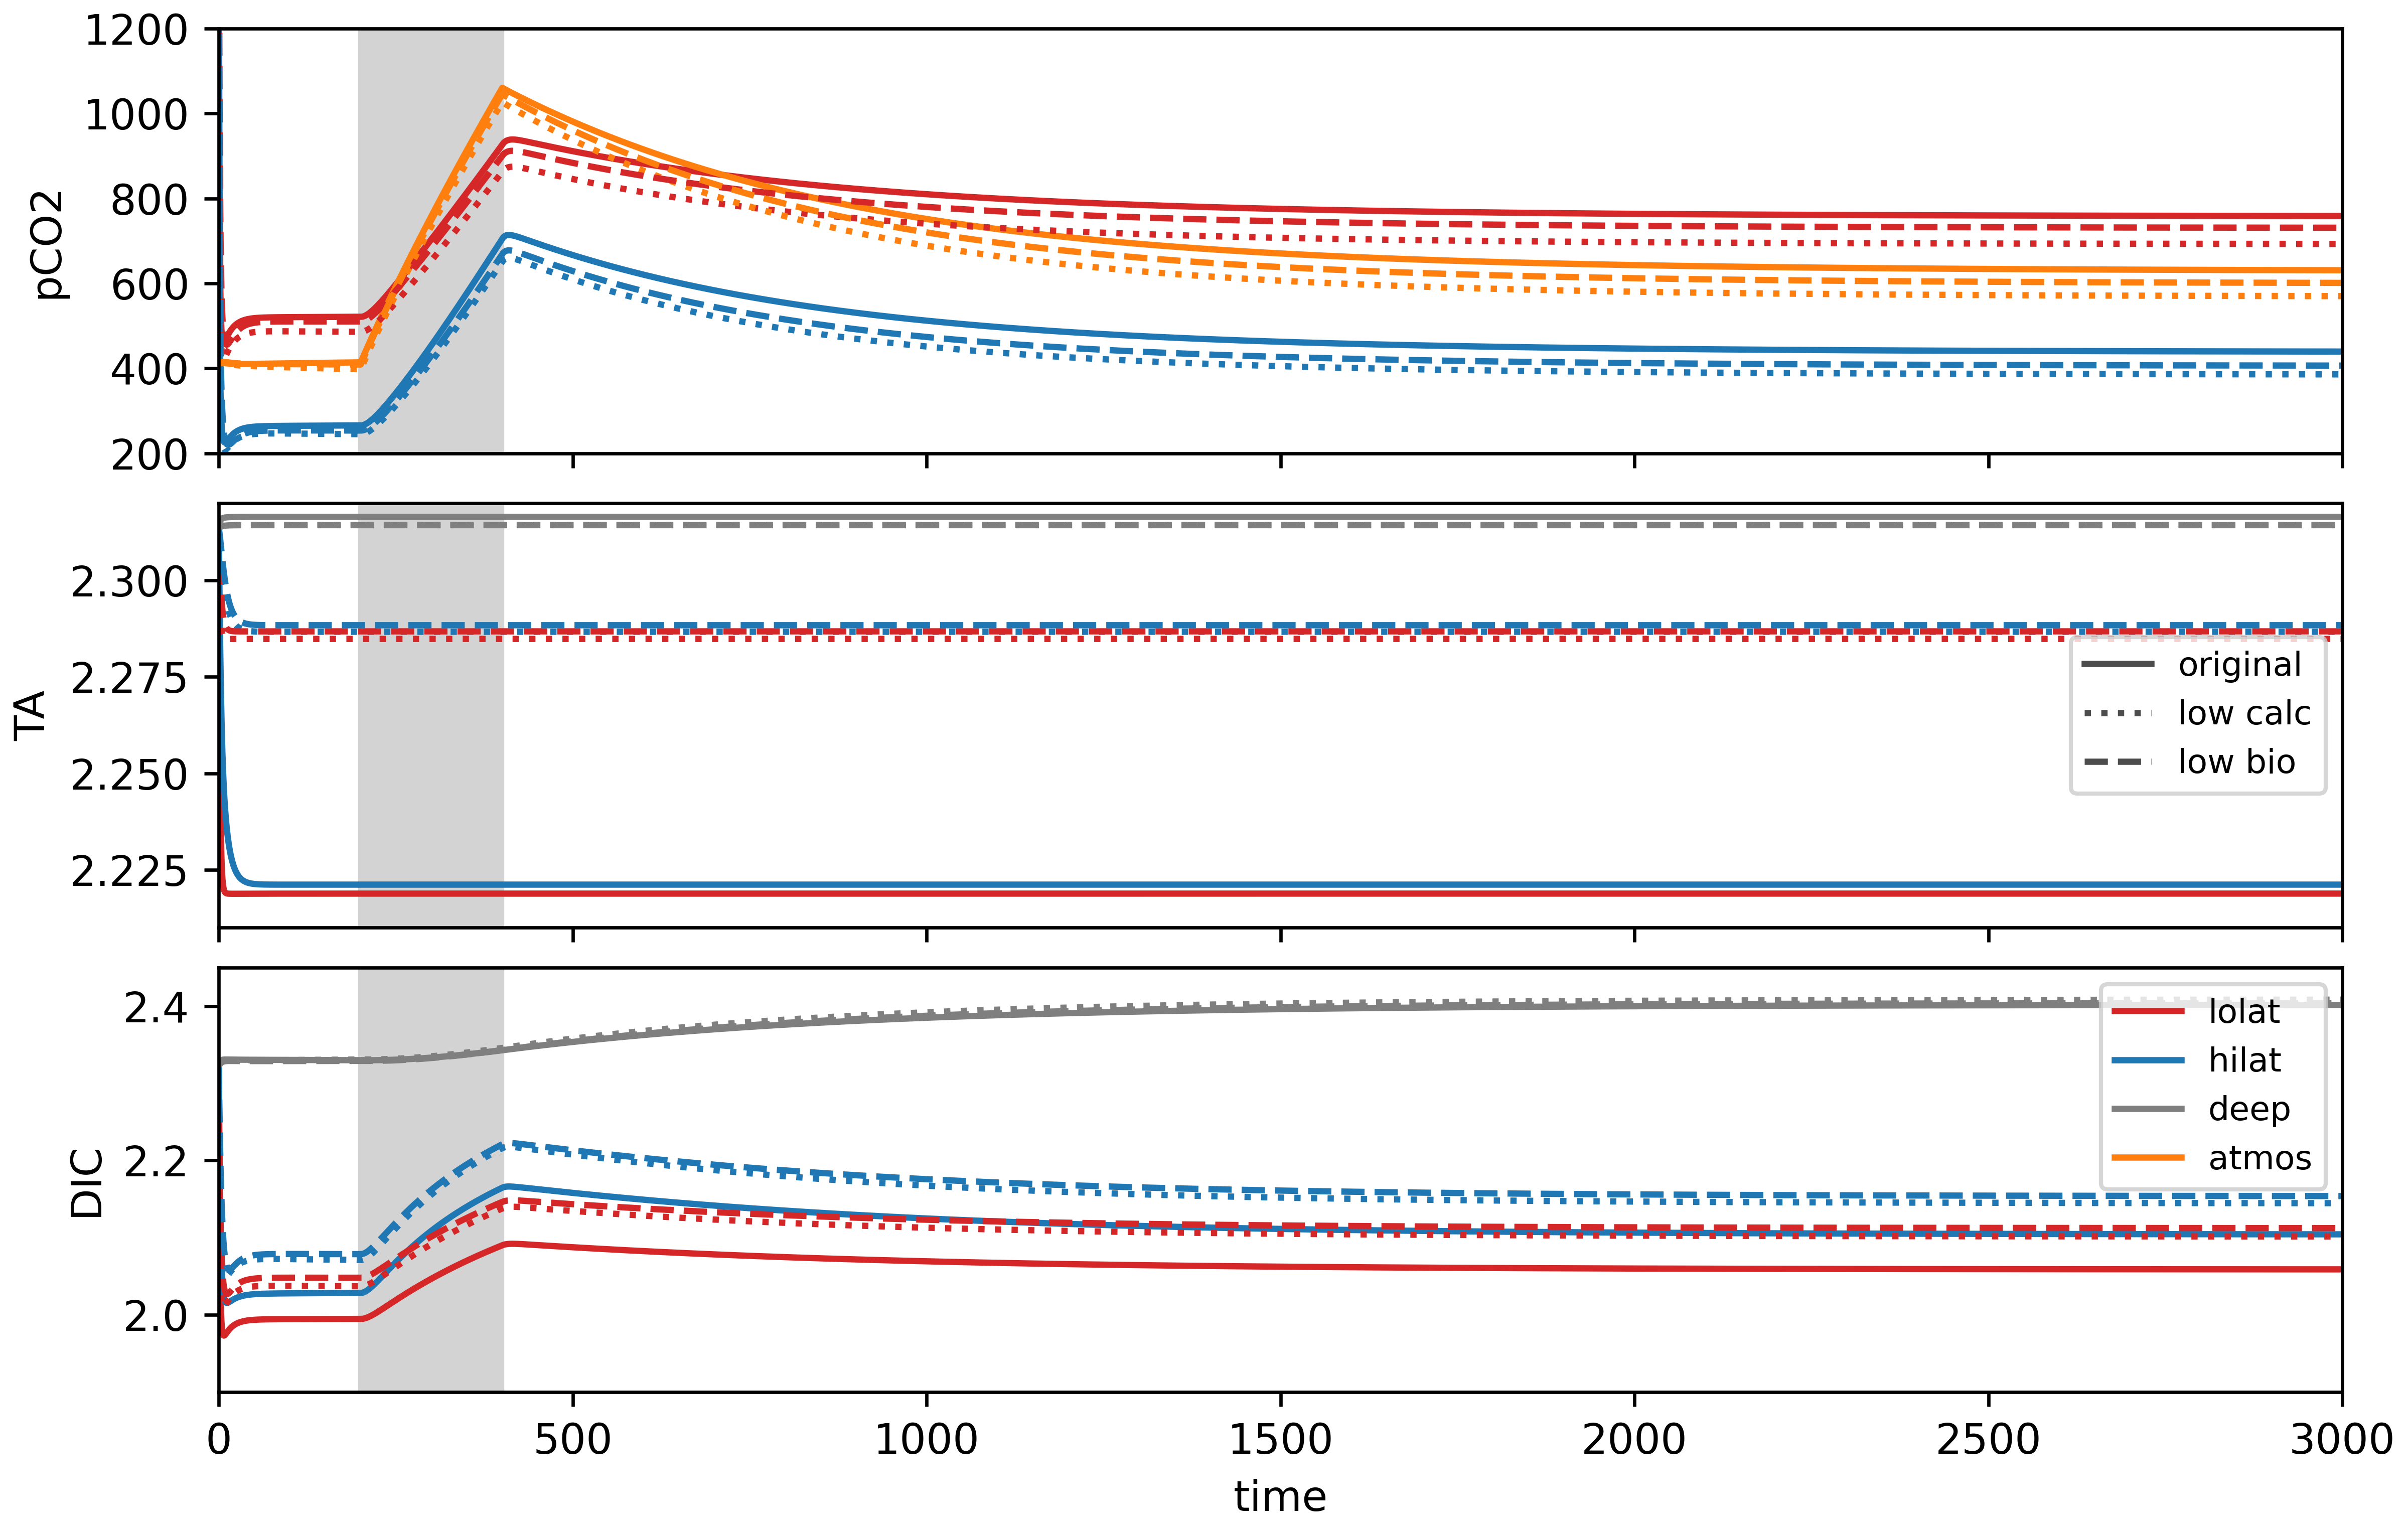 1200
1000
800
600
400
200
pCO2
2.300
2.275
2.250
2.225
TA
original
low calc
low bio
2.4
2.2
2.0
DIC
lolat
hilat
deep
atmos
0 500 1000 1500 2000 2500 3000
time